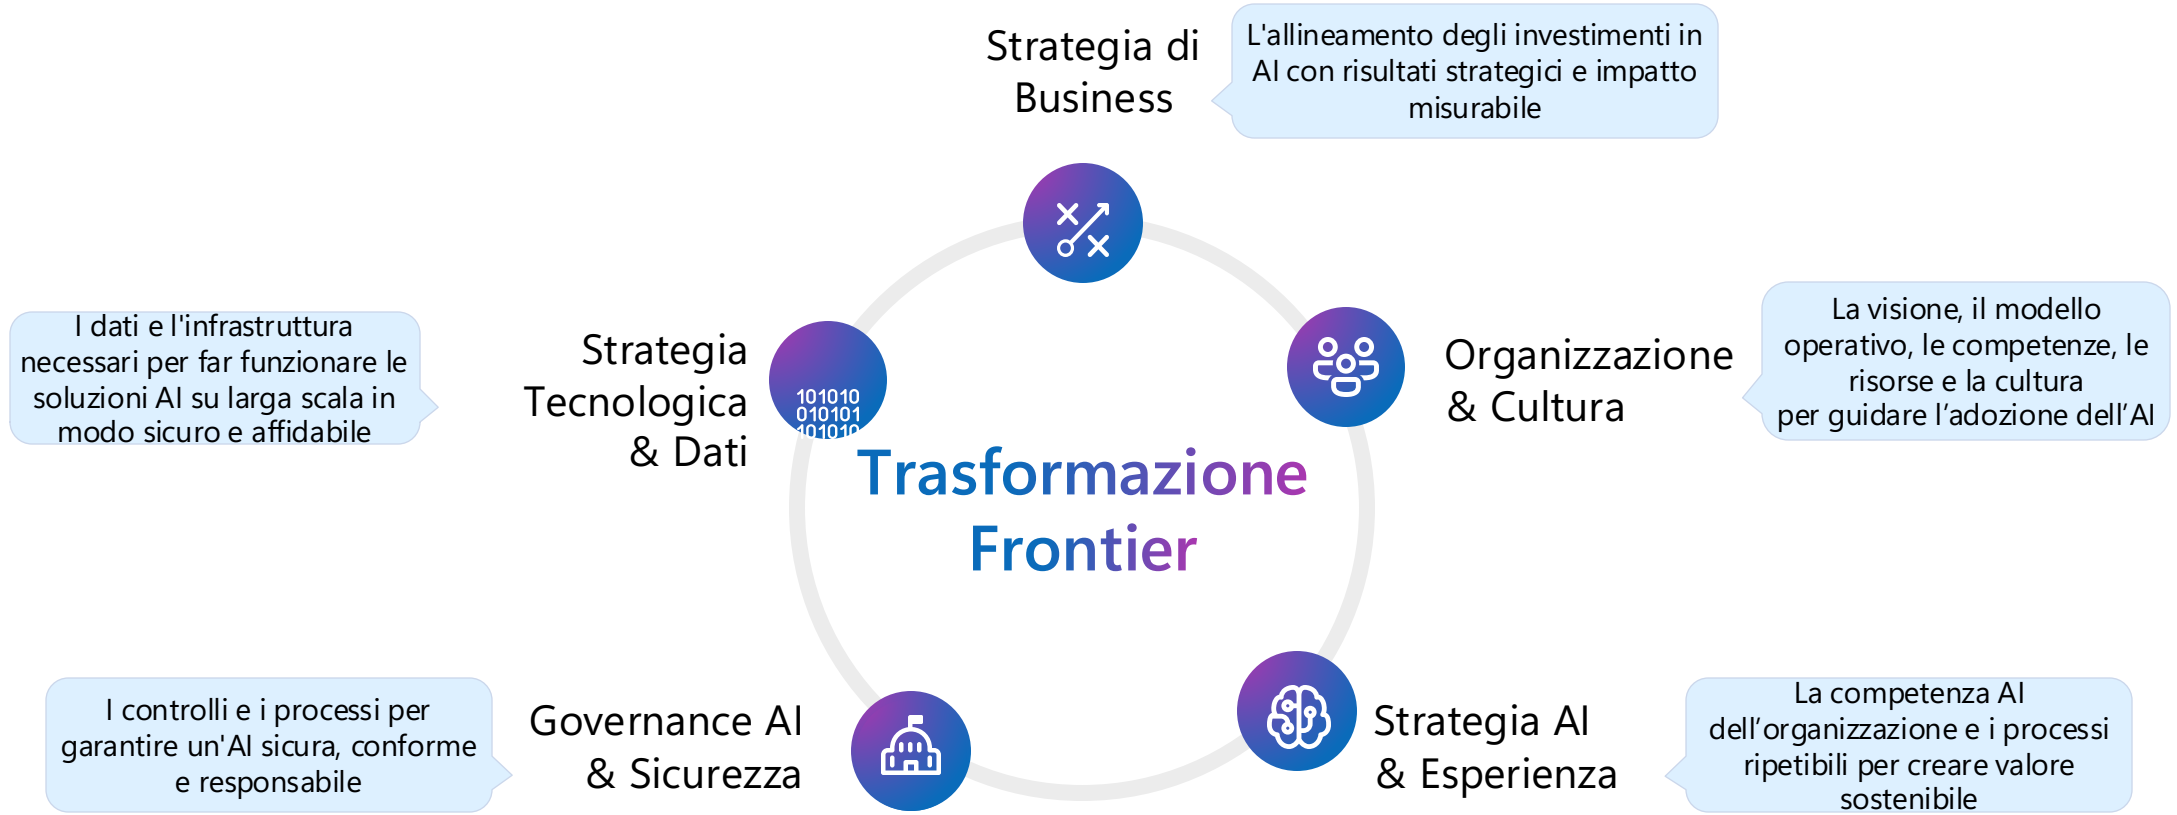 Strategia di
Business
L'allineamento degli investimenti in
AI con risultati strategici e impatto
misurabile
I dati e l'infrastruttura
necessari per far funzionare le
soluzioni AI su larga scala in
modo sicuro e affidabile
Strategia
Tecnologica
& Dati
101010
010101
101010
Organizzazione
& Cultura
La visione, il modello
operativo, le competenze, le
risorse e la cultura
per guidare l’adozione dell’AI
Trasformazione
Frontier
I controlli e i processi per
garantire un'AI sicura, conforme
e responsabile
Governance AI
& Sicurezza
Strategia AI
& Esperienza
La competenza AI
dell’organizzazione e i processi
ripetibili per creare valore
sostenibile